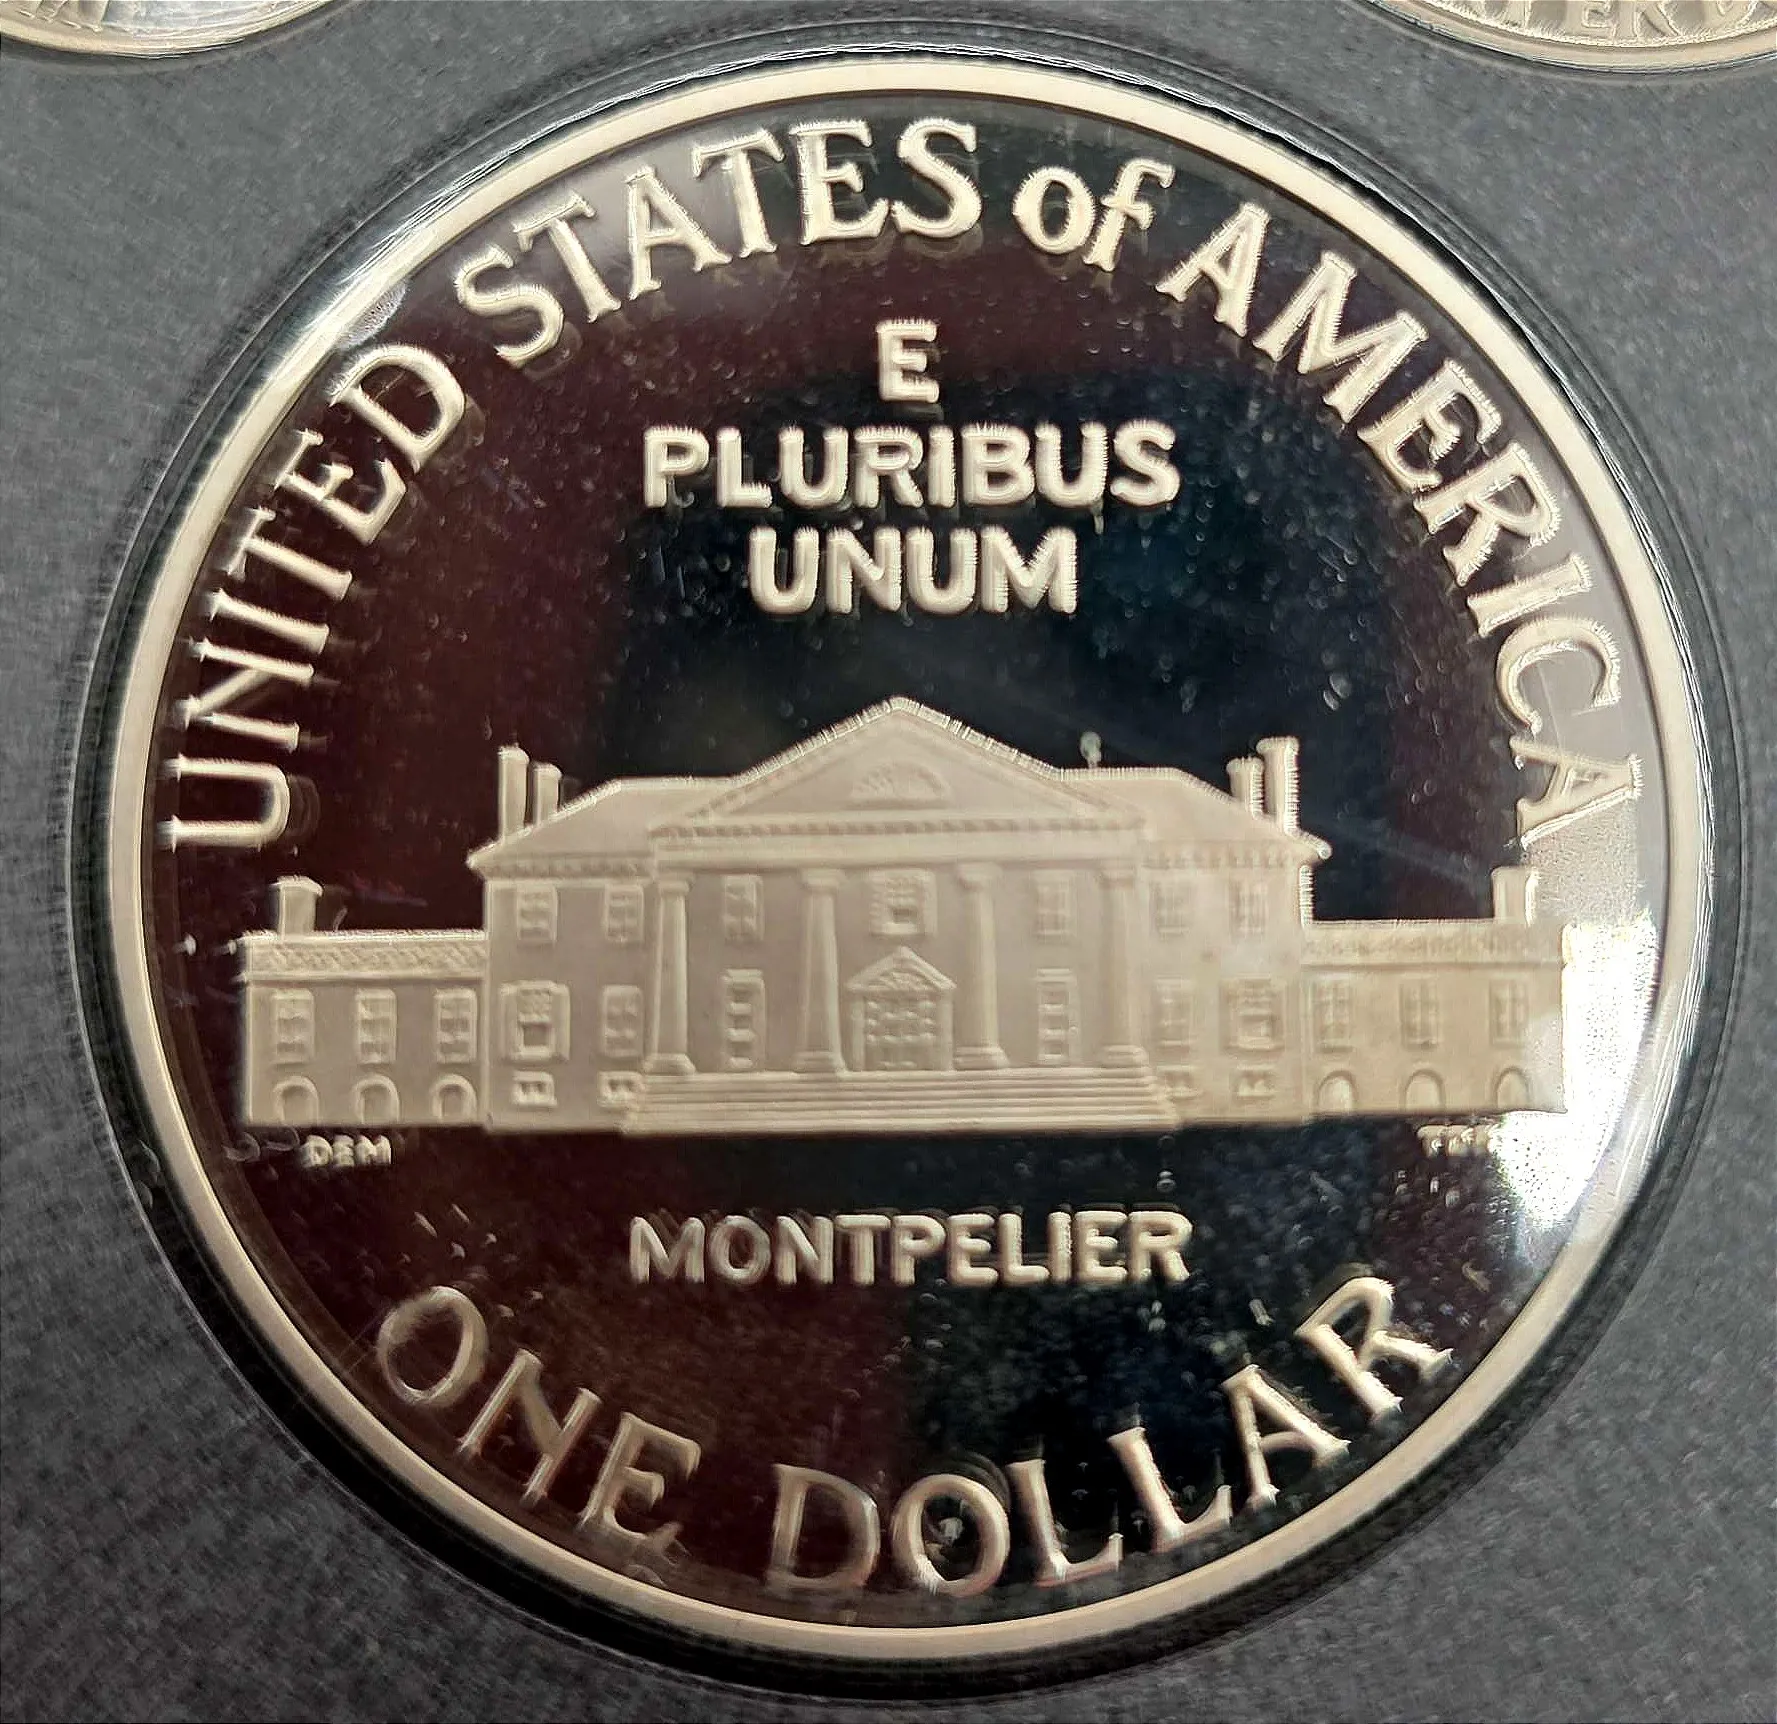 UNITED STATES of AMERICA
E
PLURIBUS
UNUM
DEM
MONTPELIER
ONE DOLLAR